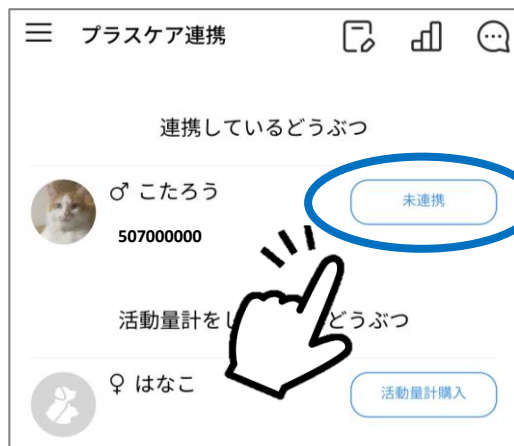 プラスケア連携
連携しているどうぶつ
♂ こたろう
未連携
507000000
活動量計をし
どうぶつ
♀ はなこ
活動量計購入